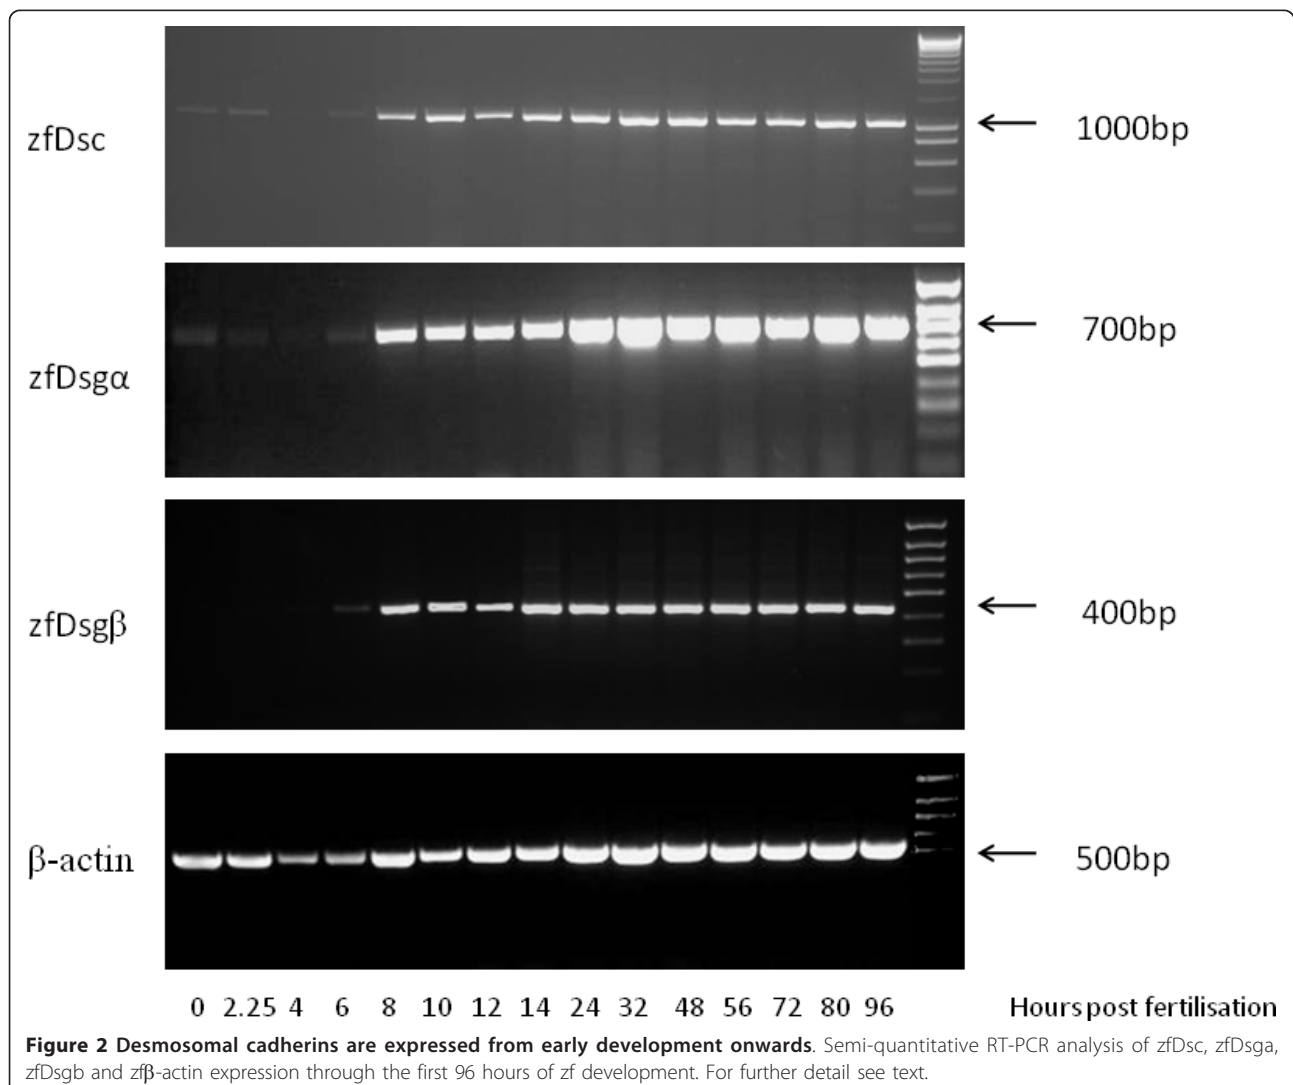 zfDsc
1000bp
zfDsgα
700bp
zfDsgβ
400bp
β-actin
500bp
0 2.25 4 6 8 10 12 14 24 32 48 56 72 80 96 Hours post fertilisation
Figure 2 Desmosomal cadherins are expressed from early development onwards. Semi-quantitative RT-PCR analysis of zfDsc, zfDsga,
zfDsgb and zfβ-actin expression through the first 96 hours of zf development. For further detail see text.